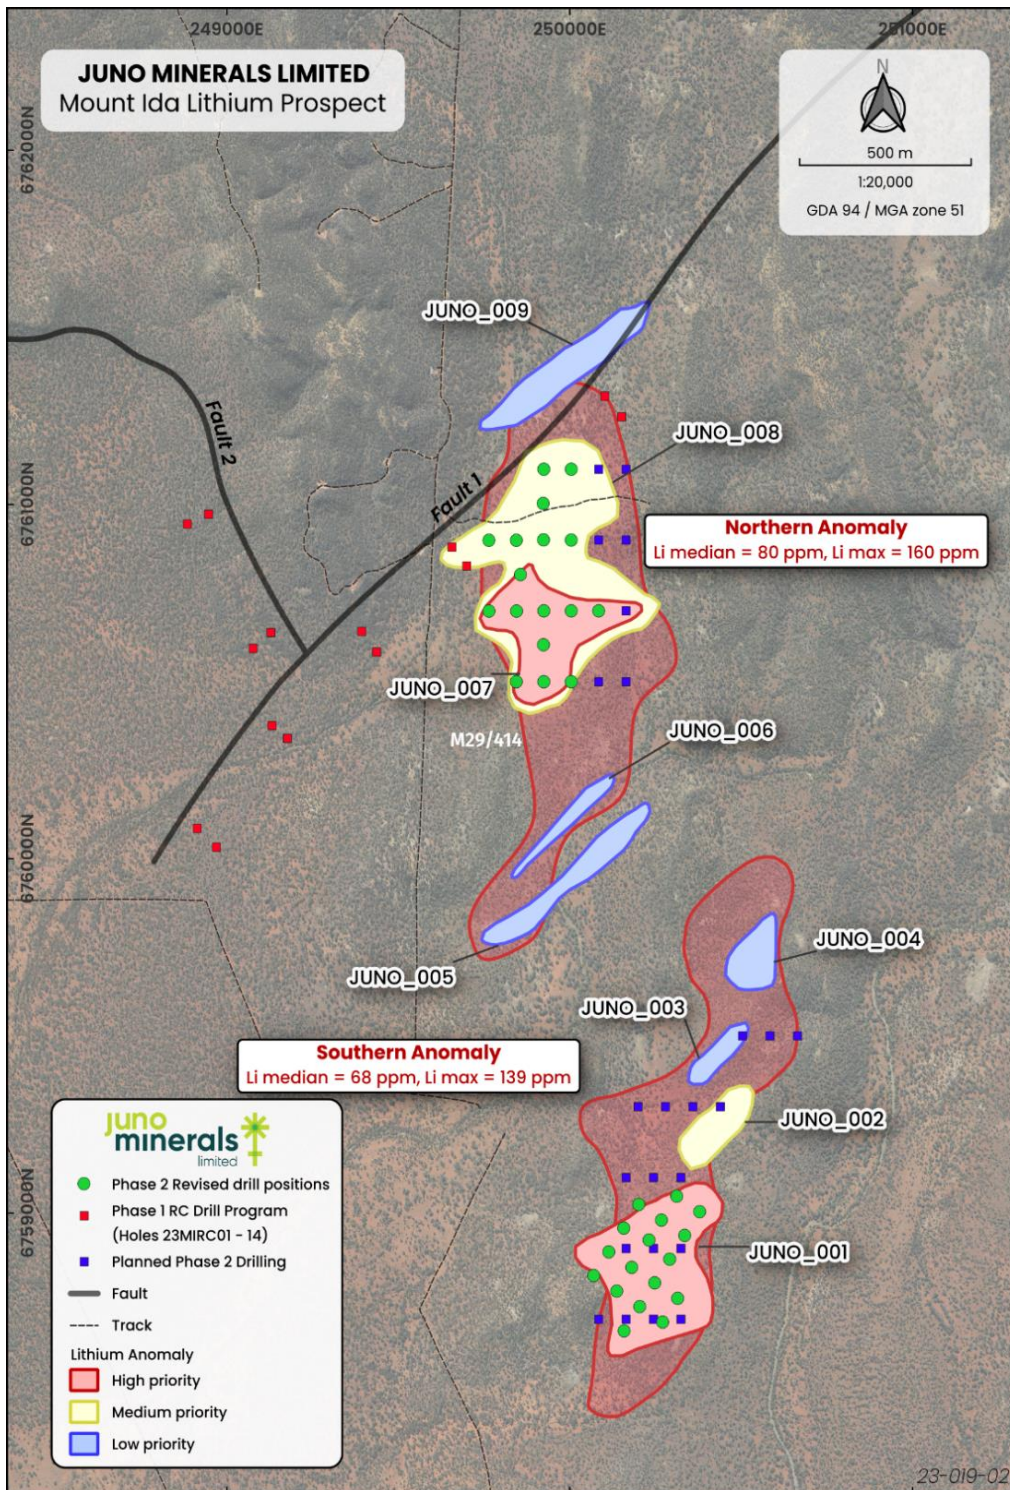 249000E
250000E
251000E
JUNO MINERALS LIMITED
Mount Ida Lithium Prospect
N
500 m
1:20,000
GDA 94 / MGA zone 51
6762000N
JUNO_009
Fault 2
JUNO_008
Fault 1
6761000N
Northern Anomaly
Li median = 80 ppm, Li max = 160 ppm
JUNO_007
M29/414
JUNO_006
6760000N
JUNO_004
JUNO_005
JUNO_003
Southern Anomaly
Li median = 68 ppm, Li max = 139 ppm
JUNO_002
6759000N
JUNO_001
juno
minerals
limited
Phase 2 Revised drill positions
Phase 1 RC Drill Program
(Holes 23MIRC01 - 14)
Planned Phase 2 Drilling
Fault
Track
Lithium Anomaly
High priority
Medium priority
Low priority
23-019-02